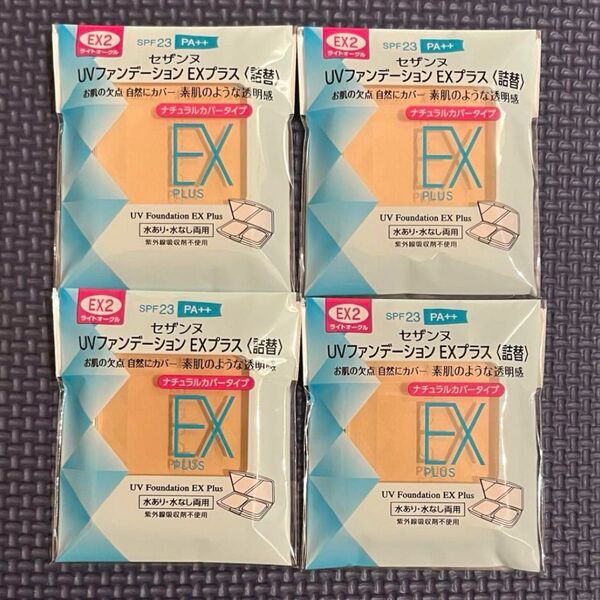 EX2
ライトオークル
SPF23 PA++
セザンヌ
UVファンデーション EXプラス〈詰替〉
お肌の欠点 自然にカバー 素肌のような透明感
ナチュラルカバータイプ
EX
PLUS
UV Foundation EX Plus
水あり・水なし両用
紫外線吸収剤不使用
EX2
ライトオークル
SPF23 PA++
セザンヌ
UVファンデーション EXプラス〈詰替〉
お肌の欠点 自然にカバー 素肌のような透明感
ナチュラルカバータイプ
EX
PLUS
UV Foundation EX Plus
水あり・水なし両用
紫外線吸収剤不使用
EX2
ライトオークル
SPF23 PA++
セザンヌ
UVファンデーション EXプラス〈詰替〉
お肌の欠点 自然にカバー 素肌のような透明感
ナチュラルカバータイプ
EX
PLUS
UV Foundation EX Plus
水あり・水なし両用
紫外線吸収剤不使用
EX2
ライトオークル
SPF23 PA++
セザンヌ
UVファンデーション EXプラス〈詰替〉
お肌の欠点 自然にカバー 素肌のような透明感
ナチュラルカバータイプ
EX
PLUS
UV Foundation EX Plus
水あり・水なし両用
紫外線吸収剤不使用